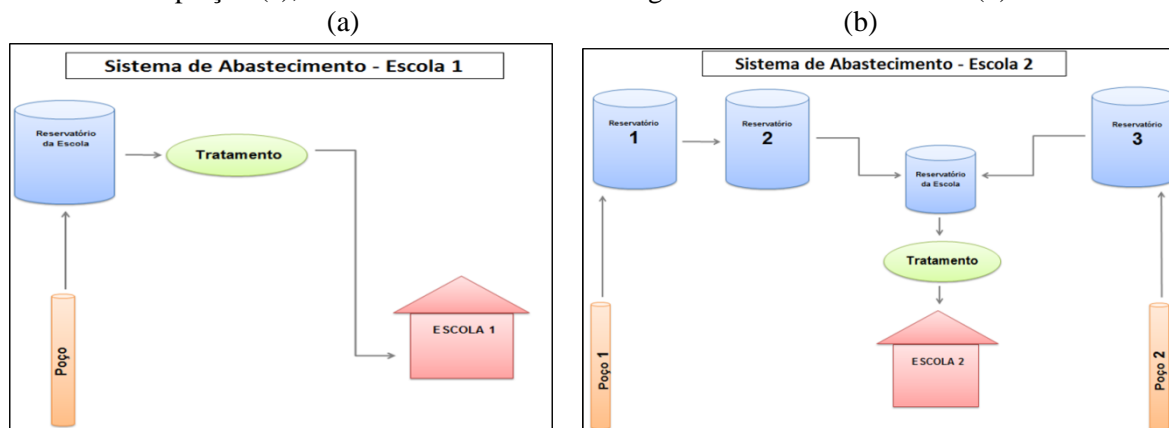 (a)
(b)
Sistema de Abastecimento - Escola 1
Reservatório
da Escola
Tratamento
ESCOLA 1
Poço
Sistema de Abastecimento - Escola 2
Reservatório
1
Reservatório
2
Reservatório
3
Reservatório
da Escola
Tratamento
ESCOLA 2
Poço 1
Poço 2